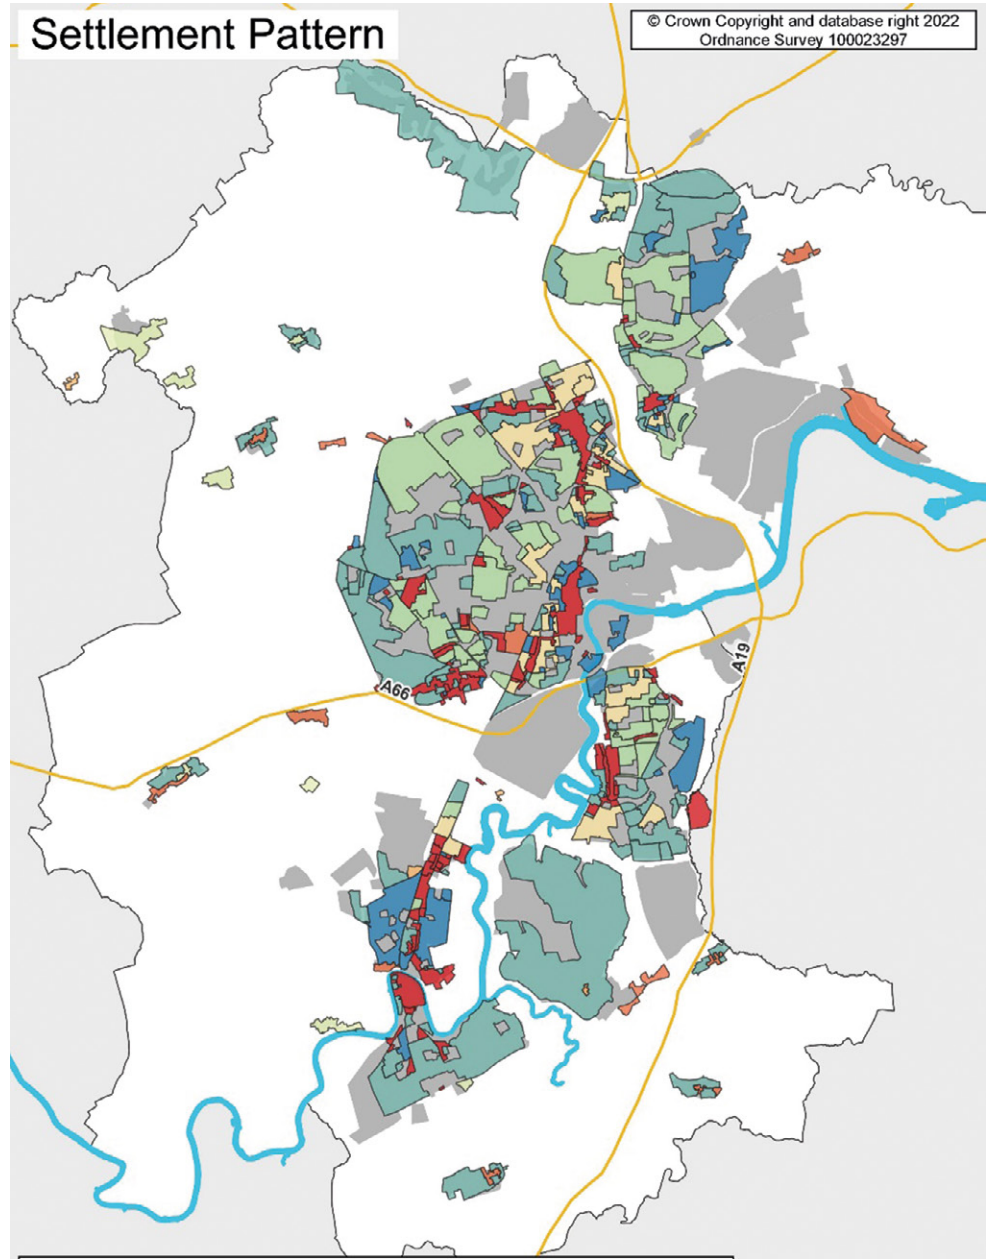 Settlement Pattern
© Crown Copyright and database right 2022
Ordnance Survey 100023297
A19
A66